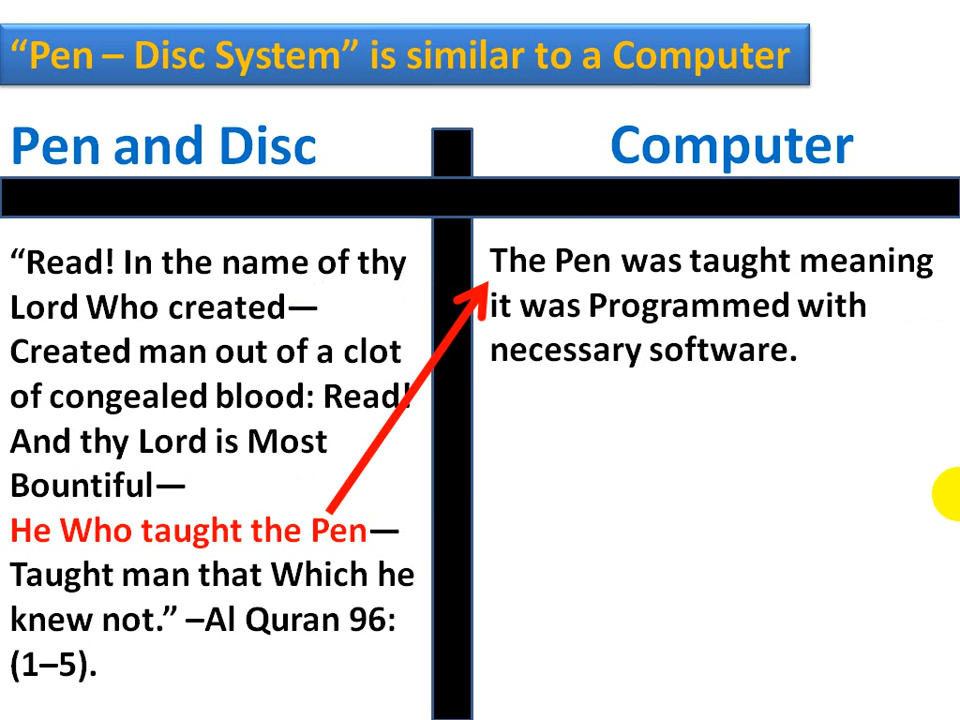 “Pen – Disc System” is similar to a Computer
Pen and Disc
Computer
“Read! In the name of thy
Lord Who created—
Created man out of a clot
of congealed blood: Read!
And thy Lord is Most
Bountiful—
He Who taught the Pen—
Taught man that Which he
knew not.” –Al Quran 96:
(1–5).
The Pen was taught meaning
it was Programmed with
necessary software.